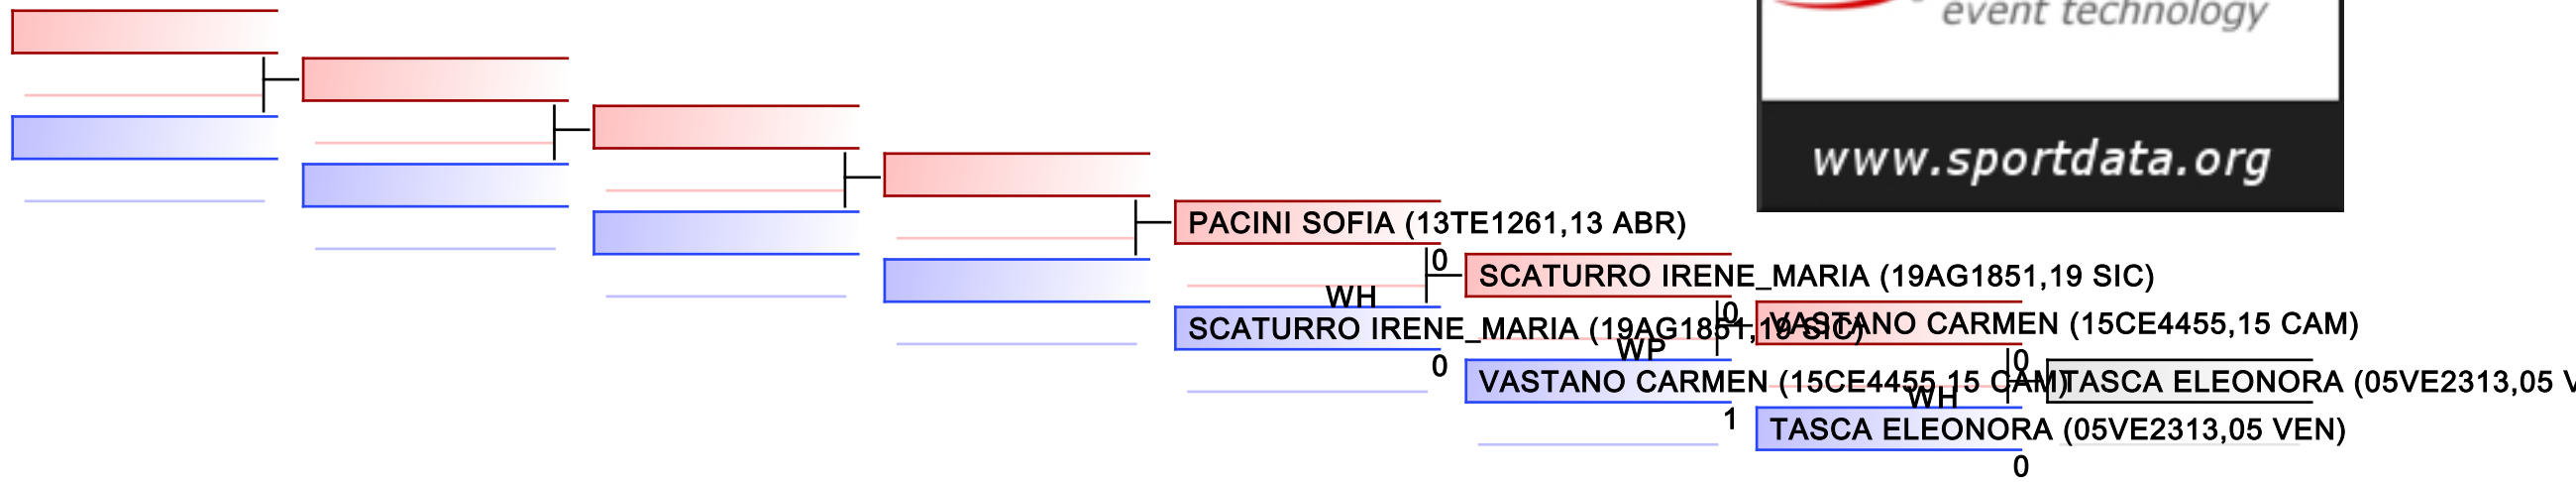 event technology
www.sportdata.org
PACINI SOFIA (13TE1261,13 ABR)
0
SCATURRO IRENE_MARIA (19AG1851,19 SIC)
WH
SCATURRO IRENE_MARIA (19AG1851,19 SIC)
0
0
VASTANO CARMEN (15CE4455,15 CAM)
WP
VASTANO CARMEN (15CE4455,15 CAM)
1
0
TASCA ELEONORA (05VE2313,05 V
WH
TASCA ELEONORA (05VE2313,05 VEN)
0